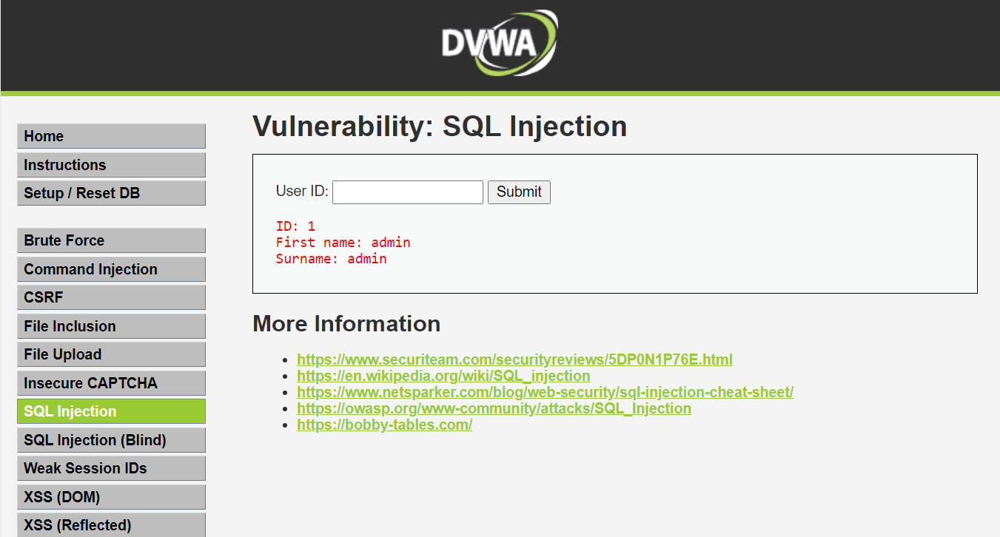 DVWA
Home
Instructions
Setup / Reset DB
Brute Force
Command Injection
CSRF
File Inclusion
File Upload
Insecure CAPTCHA
SQL Injection
SQL Injection (Blind)
Weak Session IDs
XSS (DOM)
XSS (Reflected)
Vulnerability: SQL Injection
User ID: Submit
ID: 1
First name: admin
Surname: admin
More Information
https://www.securiteam.com/securityreviews/5DP0N1P76E.html
https://en.wikipedia.org/wiki/SQL_injection
https://www.netsparker.com/blog/web-security/sql-injection-cheat-sheet/
https://owasp.org/www-community/attacks/SQL_Injection
https://bobby-tables.com/